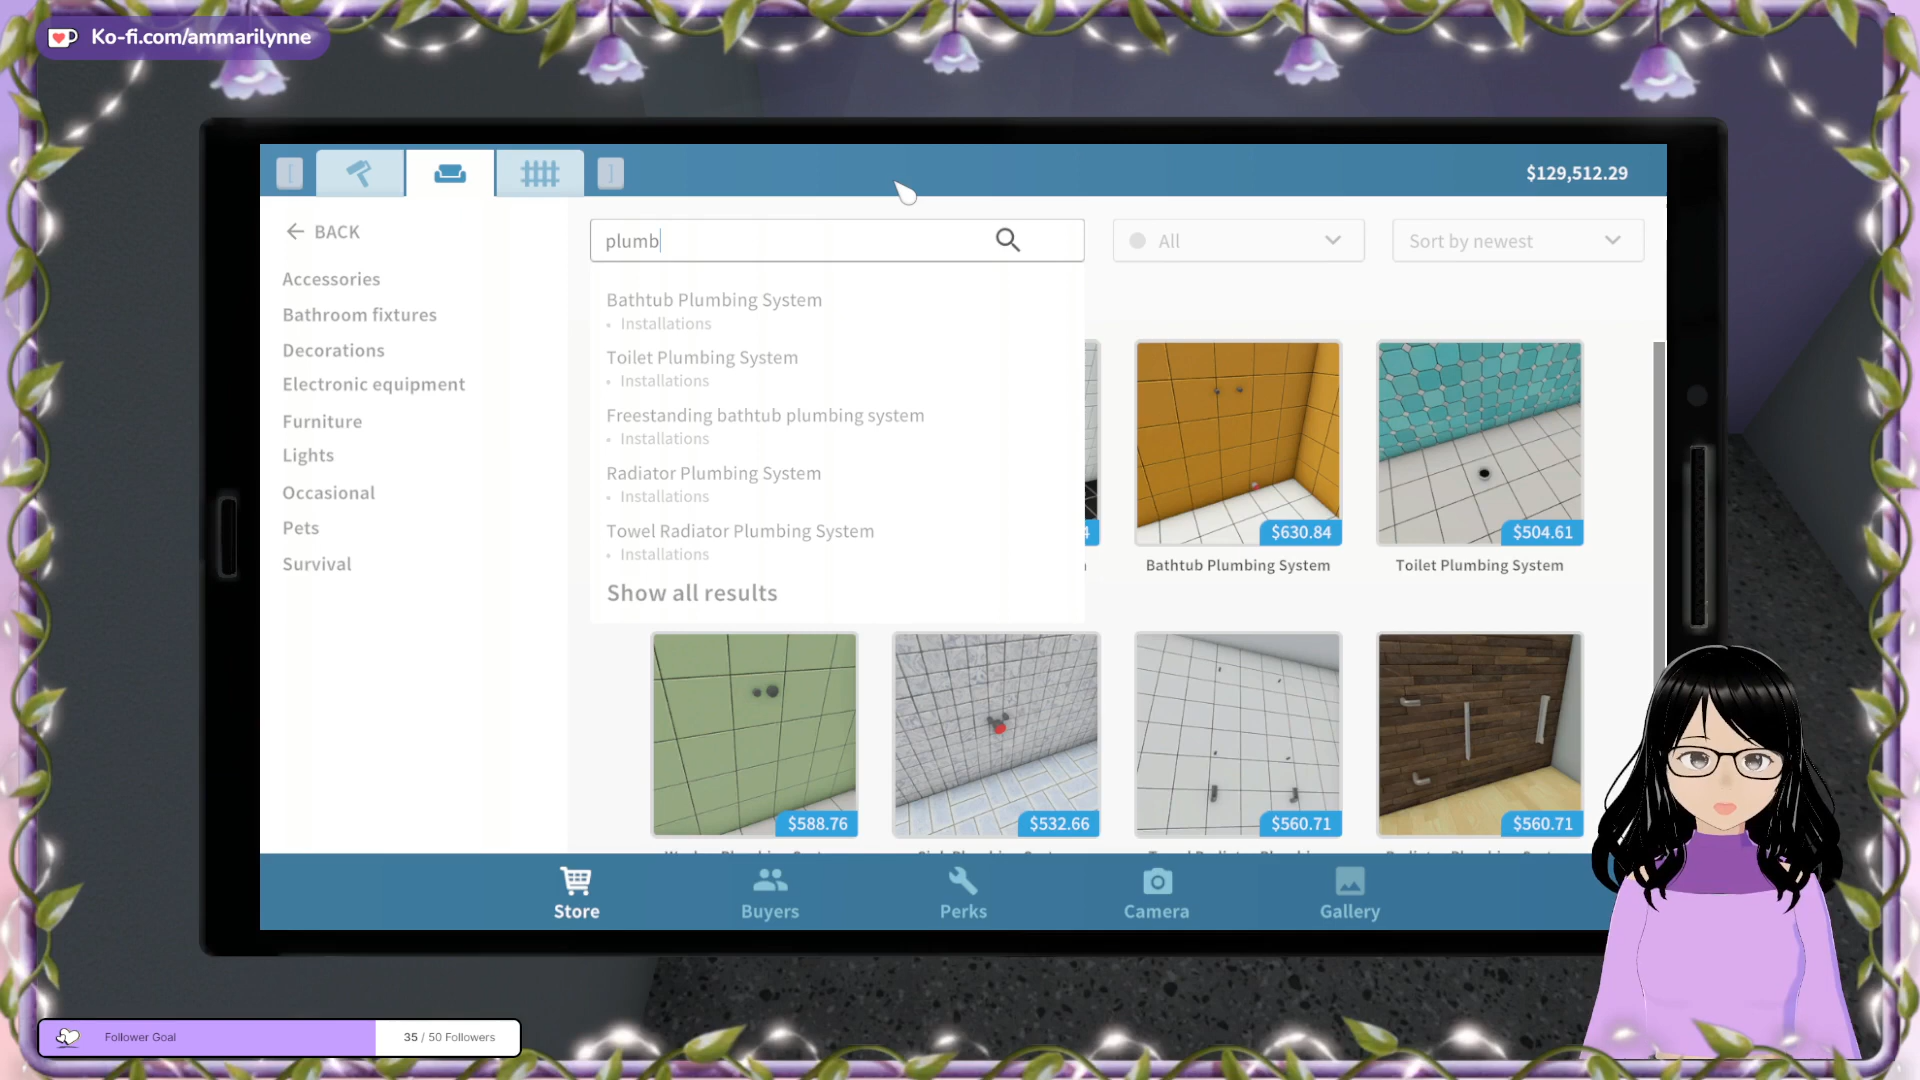 Ko-fi.com/ammarilynne
$129,512.29
BACK
Accessories
Bathroom fixtures
Decorations
Electronic equipment
Furniture
Lights
Occasional
Pets
Survival
plumb
All
Sort by newest
Bathtub Plumbing System
• Installations
Toilet Plumbing System
• Installations
Freestanding bathtub plumbing system
• Installations
Radiator Plumbing System
• Installations
Towel Radiator Plumbing System
• Installations
Show all results
4
$630.84
$504.61
Bathtub Plumbing System
Toilet Plumbing System
$588.76
$532.66
$560.71
$560.71
Store
Buyers
Perks
Camera
Gallery
Follower Goal
35 / 50 Followers